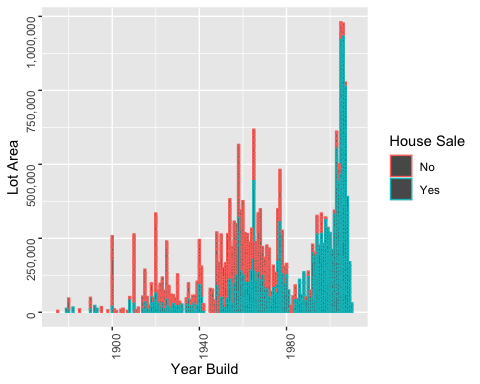 1,000,000
750,000
500,000
250,000
0
Lot Area
1900
1940
1980
Year Build
House Sale
No
Yes